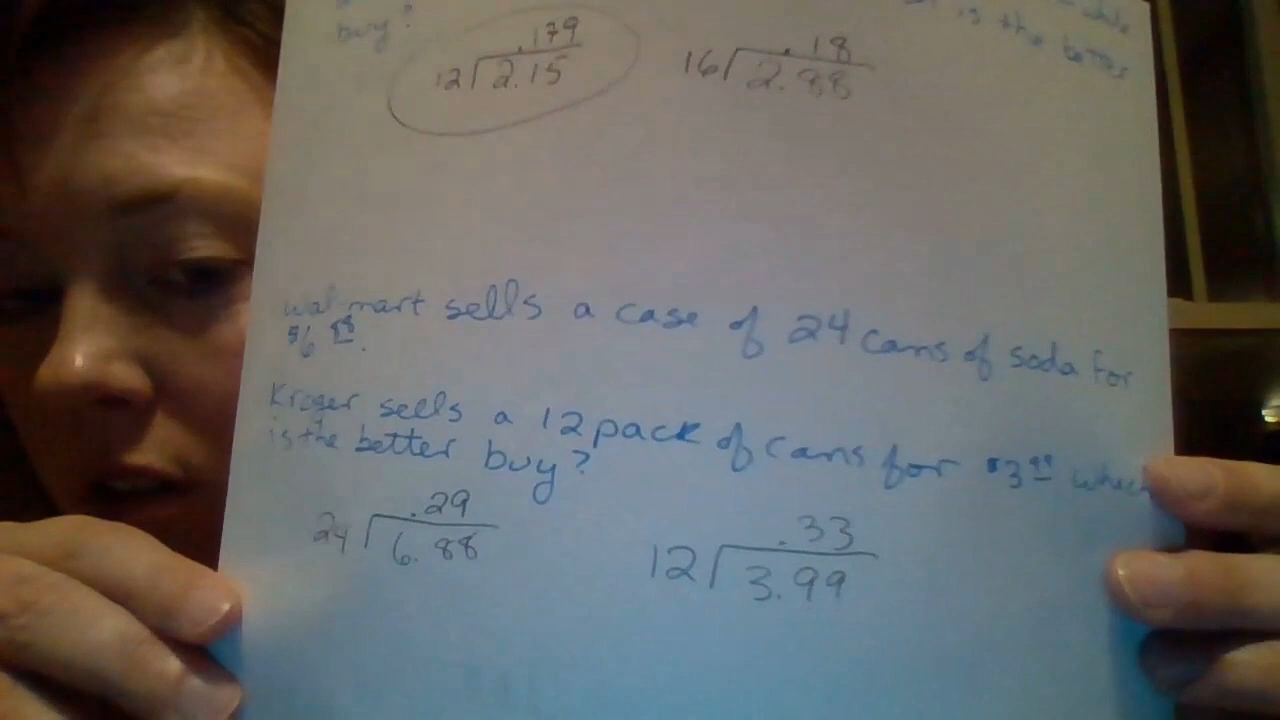 buy?
is the better
.179
12 2.15
.18
16 2.88
walmart sells a case of 24 cans of soda for
$6.88.
Kroger sells a 12 pack of cans for $3.99 which
is the better buy?
.29
24 6.88
.33
12 3.99